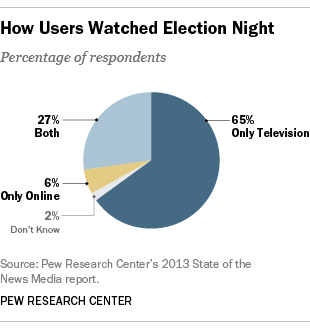 How Users Watched Election Night
Percentage of respondents
27%
Both
65%
Only Television
6%
Only Online
2%
Don't Know
Source: Pew Research Center's 2013 State of the
News Media report.
PEW RESEARCH CENTER